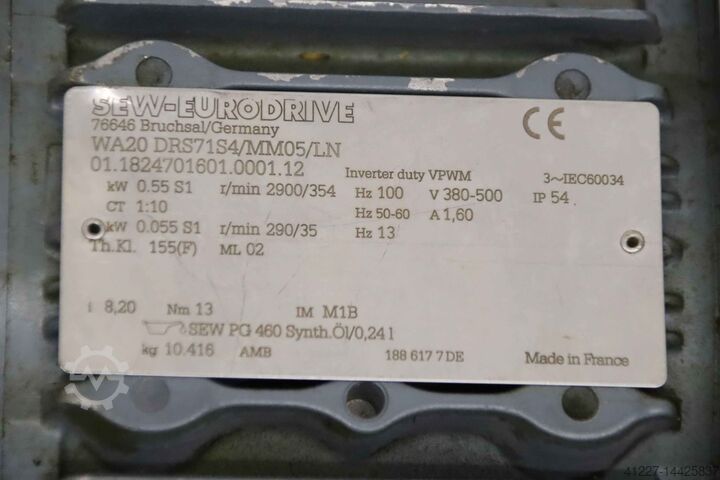 SEW-EURODRIVE
76646 Bruchsal/Germany
CE
WA20 DRS71S4/MM05/LN
01.1824701601.0001.12 Inverter duty VPWM 3~IEC60034
kW 0.55 S1 r/min 2900/354 Hz 100 V 380-500 IP 54
CT 1:10 Hz 50-60 A 1,60
kW 0.055 S1 r/min 290/35 Hz 13
Th.Kl. 155(F) ML 02
i 8,20 Nm 13 IM M1B
SEW PG 460 Synth.Öl/0,24 l
kg 10.416 AMB 188 617 7 DE Made in France
41227-14425837